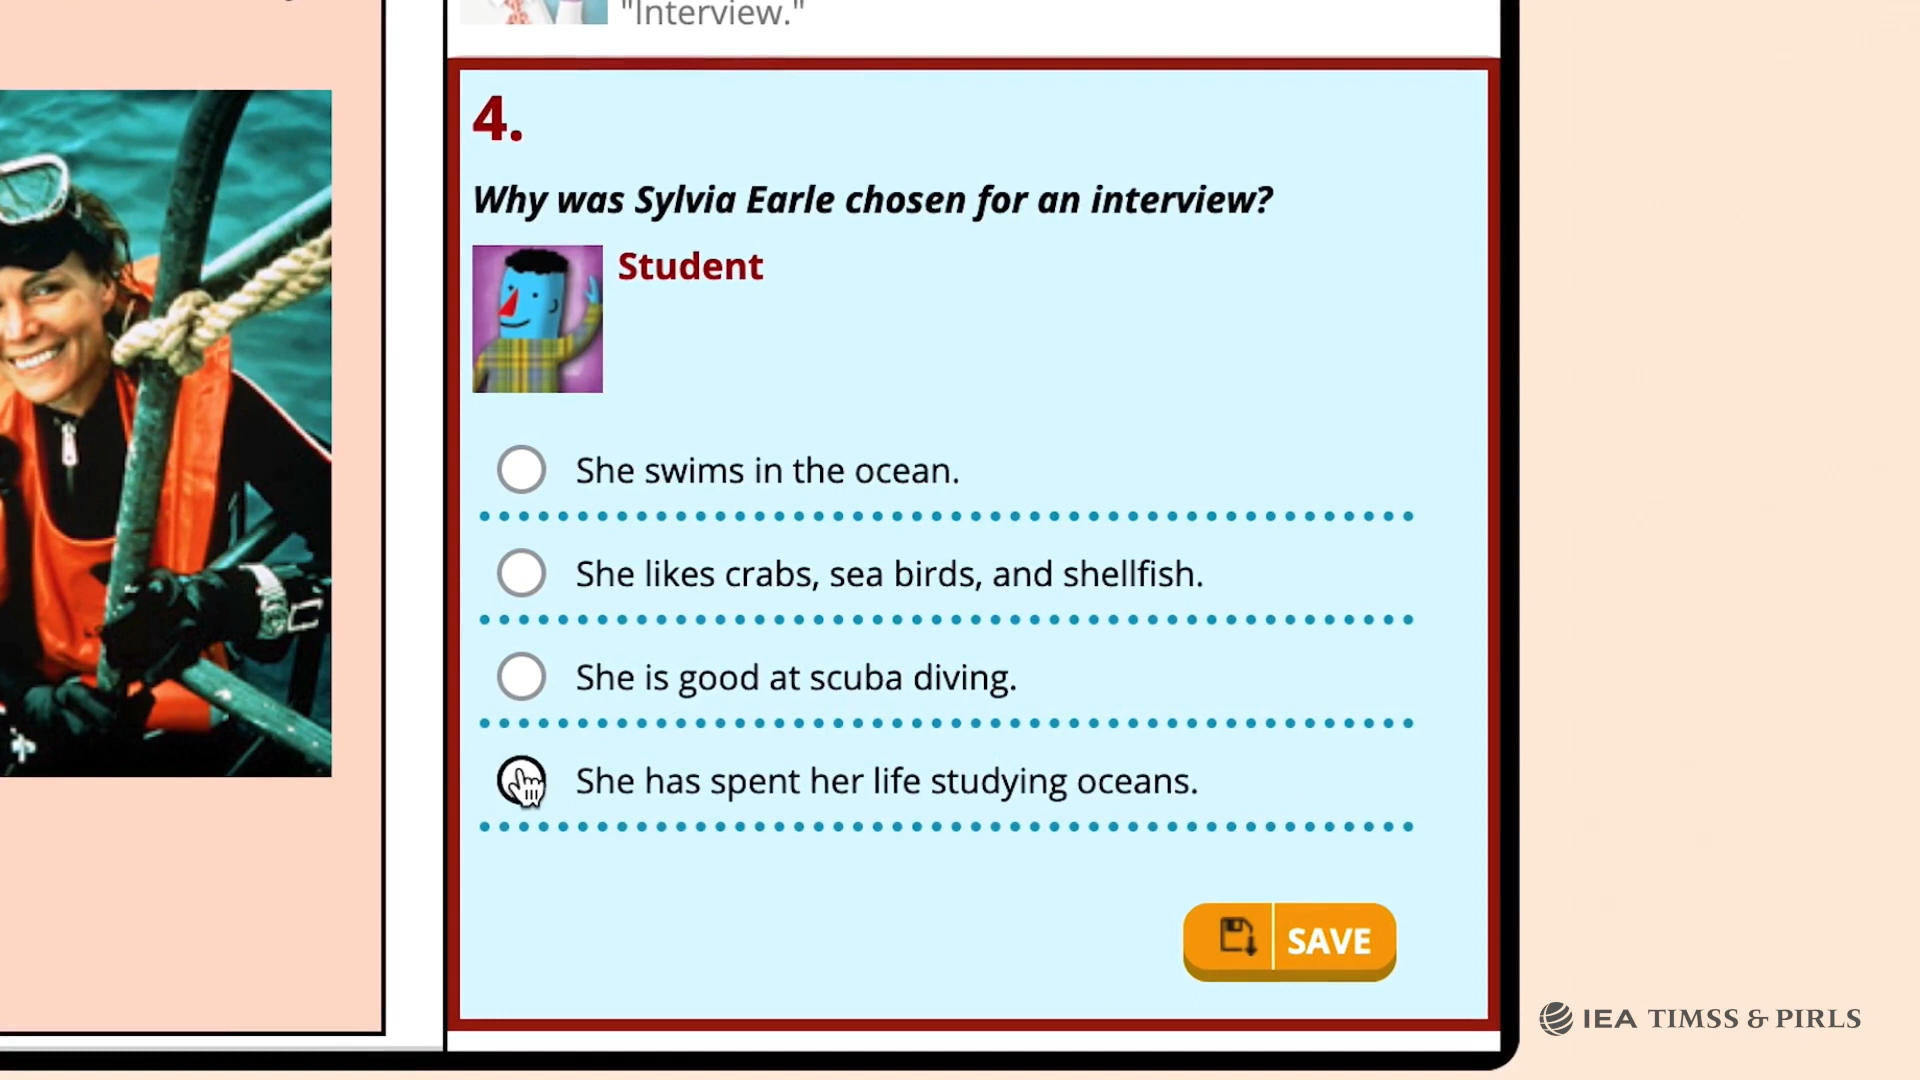 "Interview."
4.
Why was Sylvia Earle chosen for an interview?
Student
She swims in the ocean.
She likes crabs, sea birds, and shellfish.
She is good at scuba diving.
She has spent her life studying oceans.
SAVE
IEA TIMSS & PIRLS